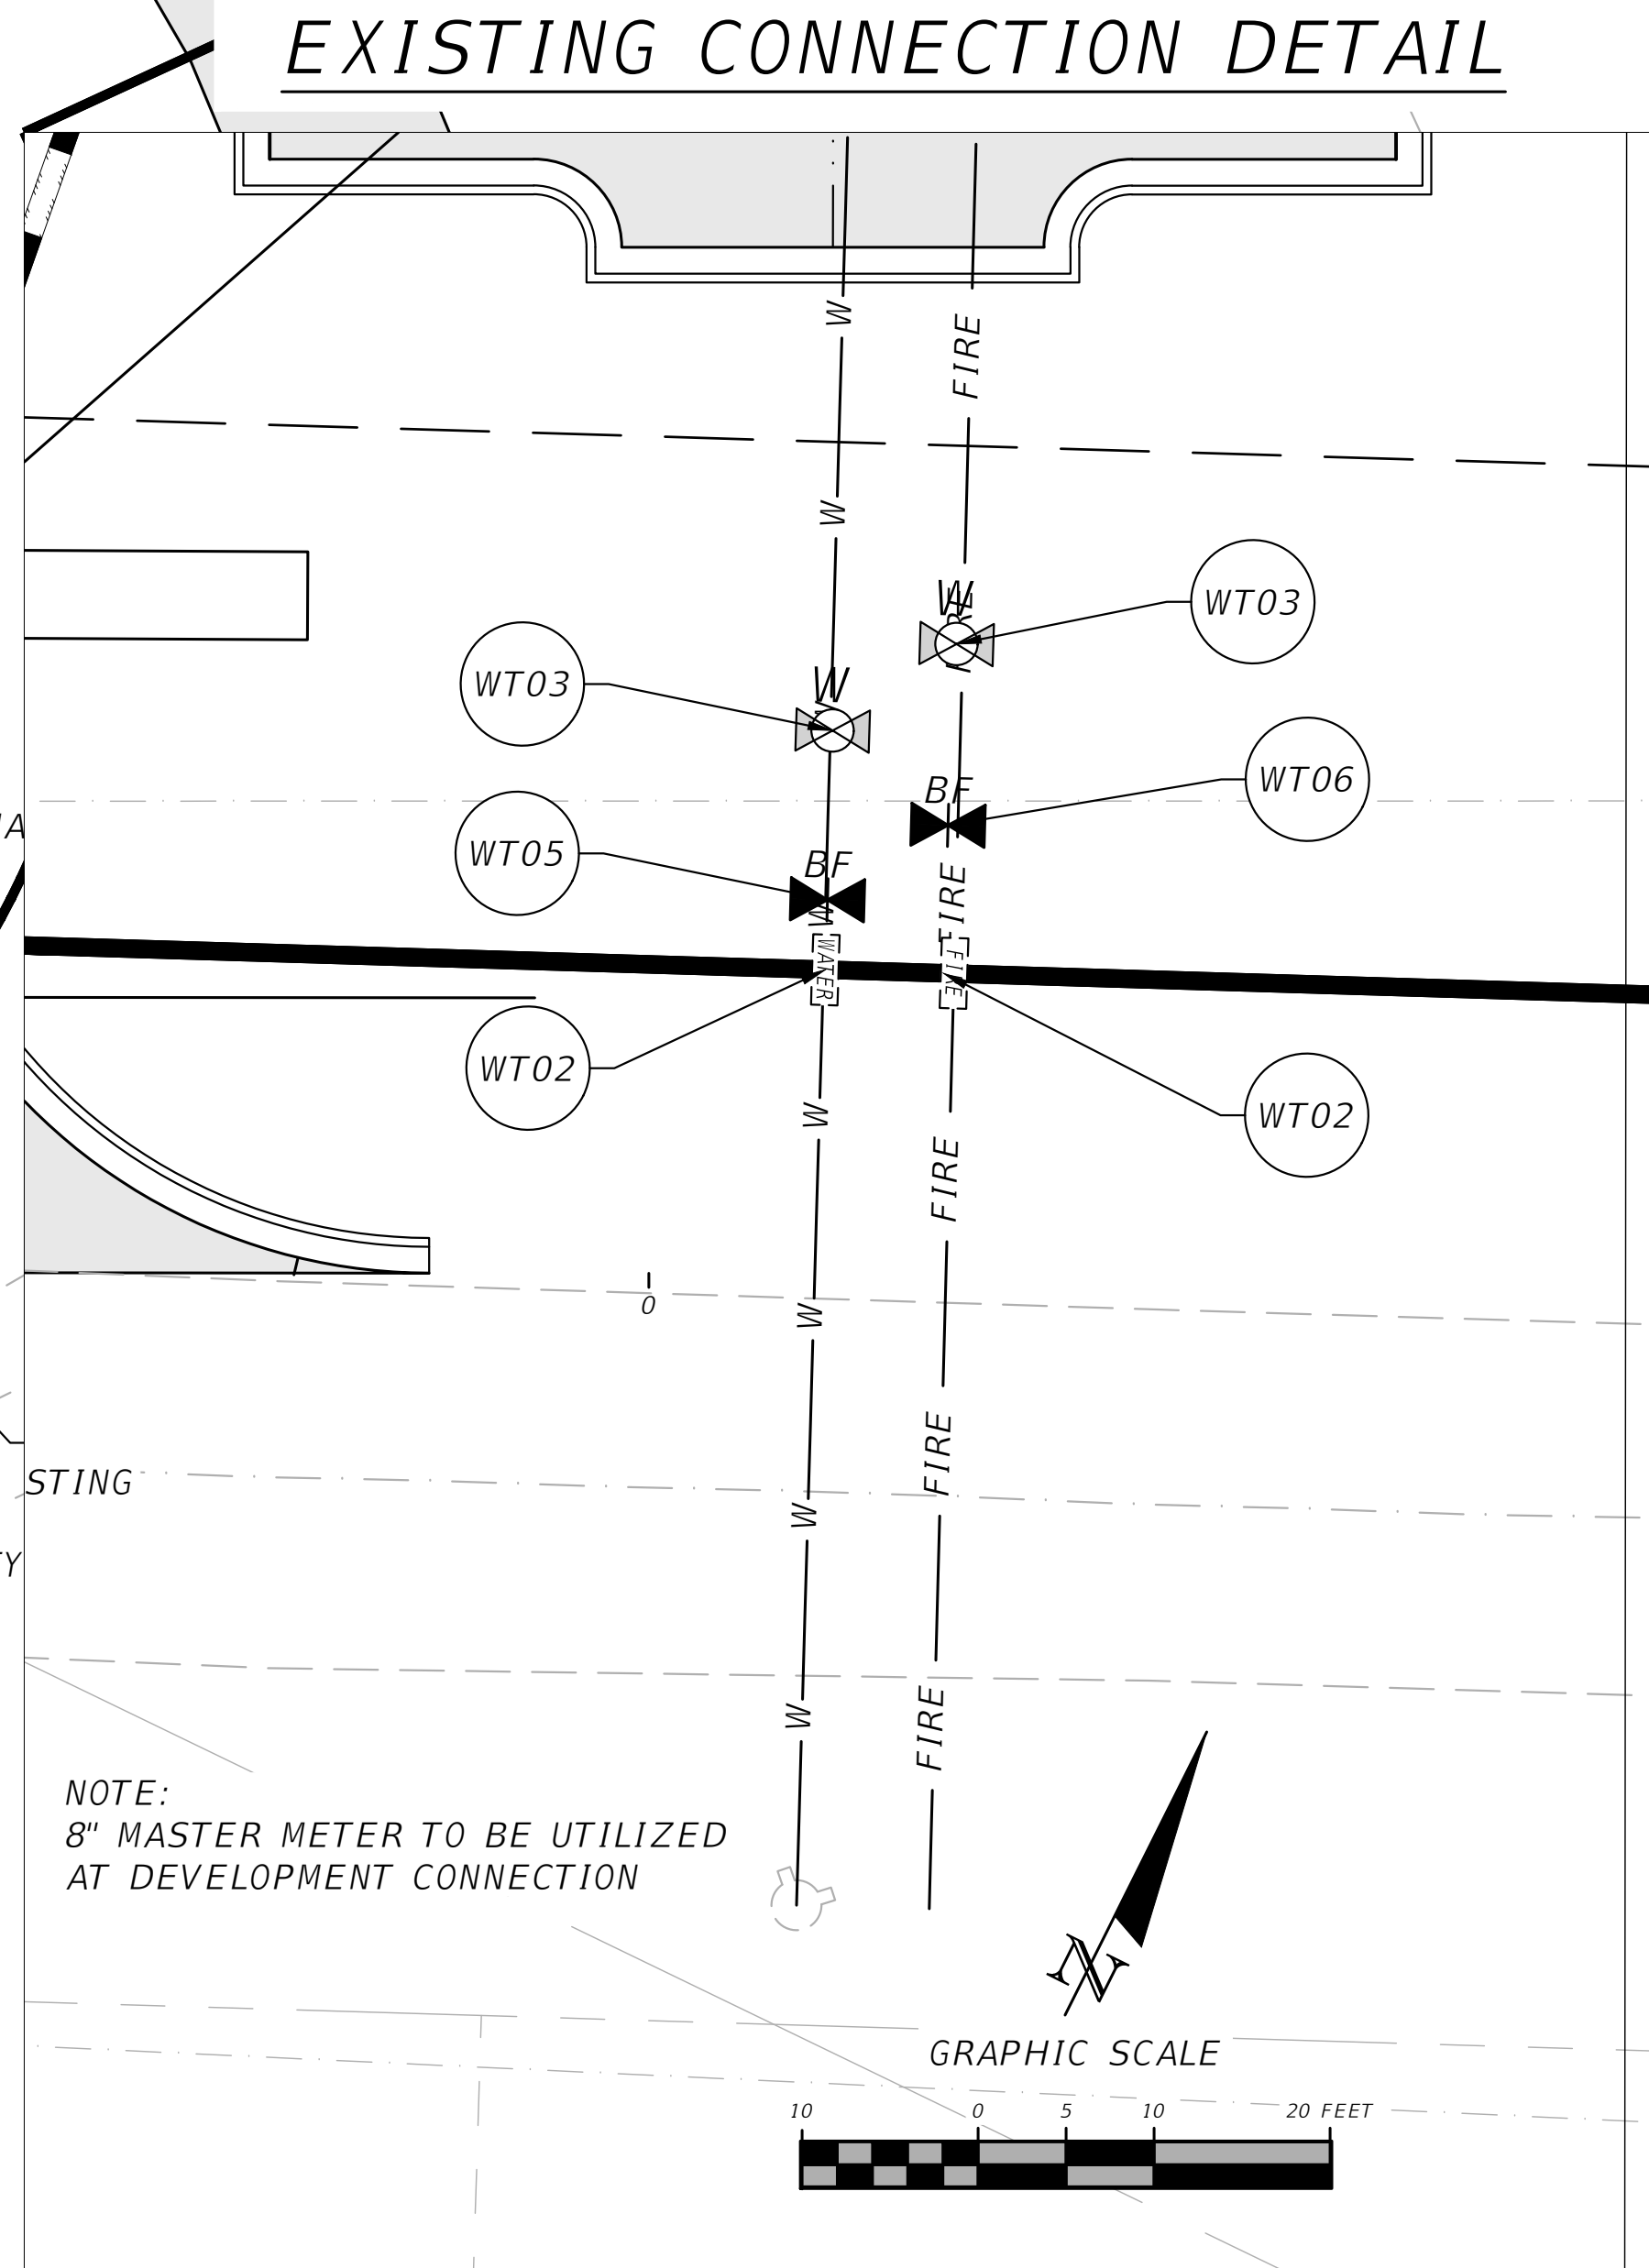 EXISTING CONNECTION DETAIL
W
FIRE
W
W
WT03
WT03
W
BF
WT06
WT05
BF
W
FIRE
WATER
FIRE
WT02
WT02
W
FIRE
0
W
FIRE
STING
W
W
FIRE
NOTE:
8" MASTER METER TO BE UTILIZED
AT DEVELOPMENT CONNECTION
N
GRAPHIC SCALE
10 0 5 10 20 FEET